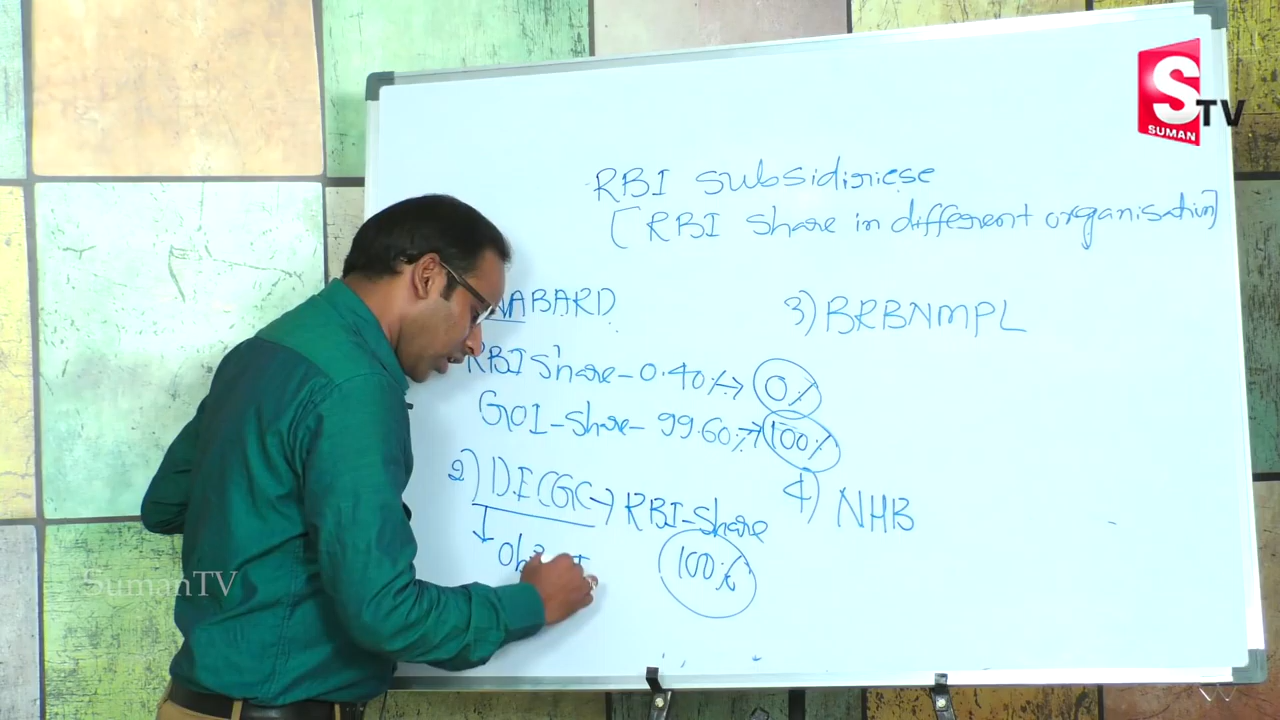 S TV
SUMAN
RBI subsidiriese
[RBI share in different organisation]
NABARD
RBI share - 0.40% → 0%
GOI - share - 99.60% → 100%
2) DICGC → RBI - share
100%
3) BRBNMPL
4) NHB
SumanTV